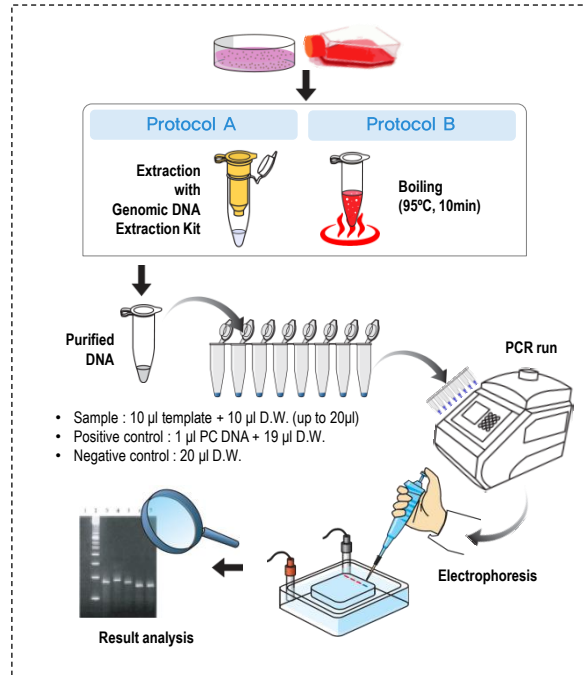 Protocol A
Protocol B
Extraction
with
Genomic DNA
Extraction Kit
Boiling
(95ºC, 10min)
Purified
DNA
PCR run
• Sample : 10 µl template + 10 µl D.W. (up to 20µl)
• Positive control : 1 µl PC DNA + 19 µl D.W.
• Negative control : 20 µl D.W.
Electrophoresis
Result analysis